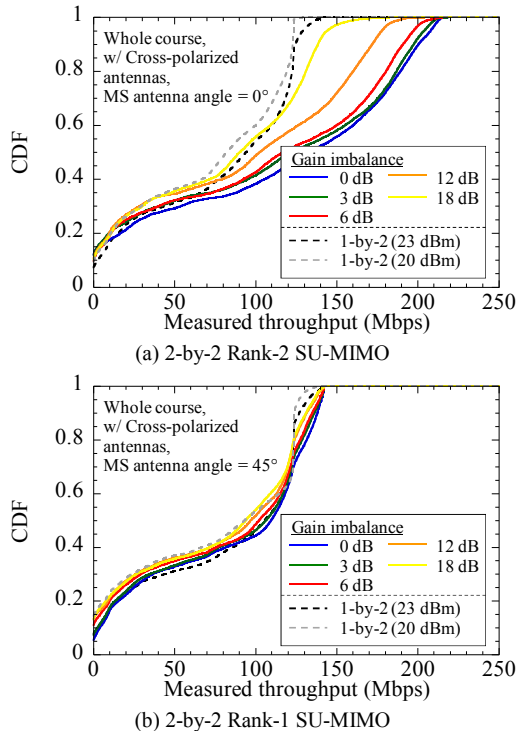 1
0.8
0.6
0.4
0.2
0
CDF
Whole course,
w/ Cross-polarized
antennas,
MS antenna angle = 0°
Gain imbalance
0 dB
12 dB
3 dB
18 dB
6 dB
1-by-2 (23 dBm)
1-by-2 (20 dBm)
0 50 100 150 200 250
Measured throughput (Mbps)
(a) 2-by-2 Rank-2 SU-MIMO
1
0.8
0.6
0.4
0.2
0
CDF
Whole course,
w/ Cross-polarized
antennas,
MS antenna angle = 45°
Gain imbalance
0 dB
12 dB
3 dB
18 dB
6 dB
1-by-2 (23 dBm)
1-by-2 (20 dBm)
0 50 100 150 200 250
Measured throughput (Mbps)
(b) 2-by-2 Rank-1 SU-MIMO